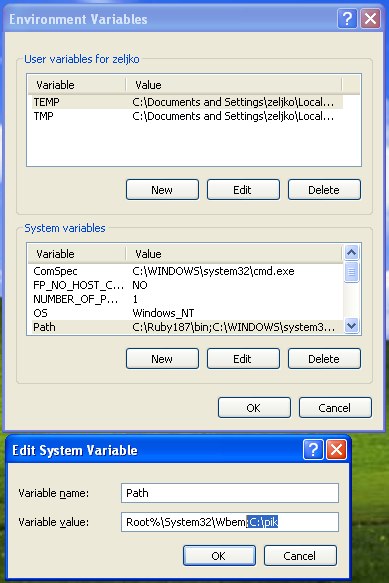 Environment Variables
User variables for zeljko
Variable Value
TEMP C:\Documents and Settings\zeljko\Local...
TMP C:\Documents and Settings\zeljko\Local...
New Edit Delete
System variables
Variable Value
ComSpec C:\WINDOWS\system32\cmd.exe
FP_NO_HOST_C... NO
NUMBER_OF_P... 1
OS Windows_NT
Path C:\Ruby187\bin;C:\WINDOWS\system3...
New Edit Delete
OK Cancel
Edit System Variable
Variable name: Path
Variable value: Root%\System32\Wbem;C:\pik
OK Cancel